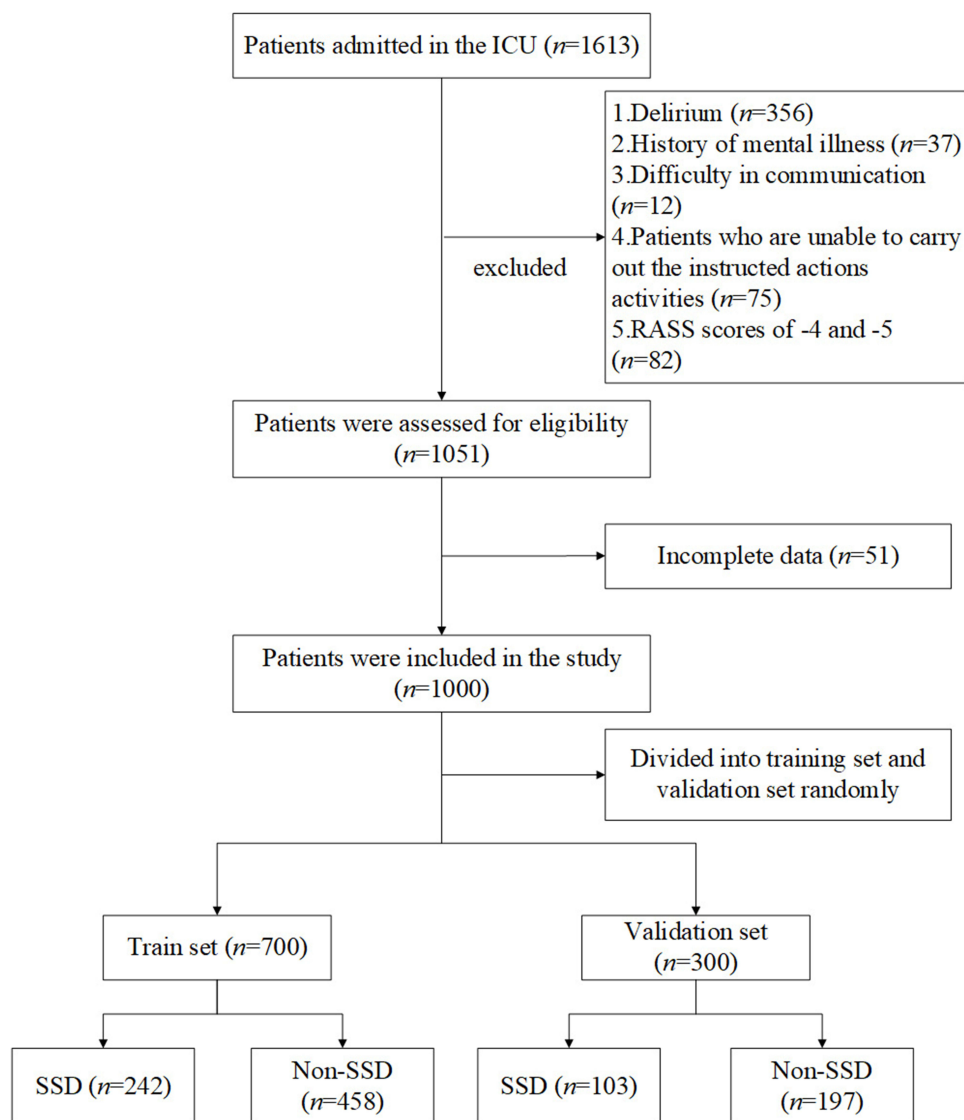 Patients admitted in the ICU (n=1613)
1.Delirium (n=356)
2.History of mental illness (n=37)
3.Difficulty in communication
(n=12)
4.Patients who are unable to carry
out the instructed actions
activities (n=75)
5.RASS scores of -4 and -5
(n=82)
excluded
Patients were assessed for eligibility
(n=1051)
Incomplete data (n=51)
Patients were included in the study
(n=1000)
Divided into training set and
validation set randomly
Train set (n=700)
Validation set
(n=300)
SSD (n=242)
Non-SSD
(n=458)
SSD (n=103)
Non-SSD
(n=197)